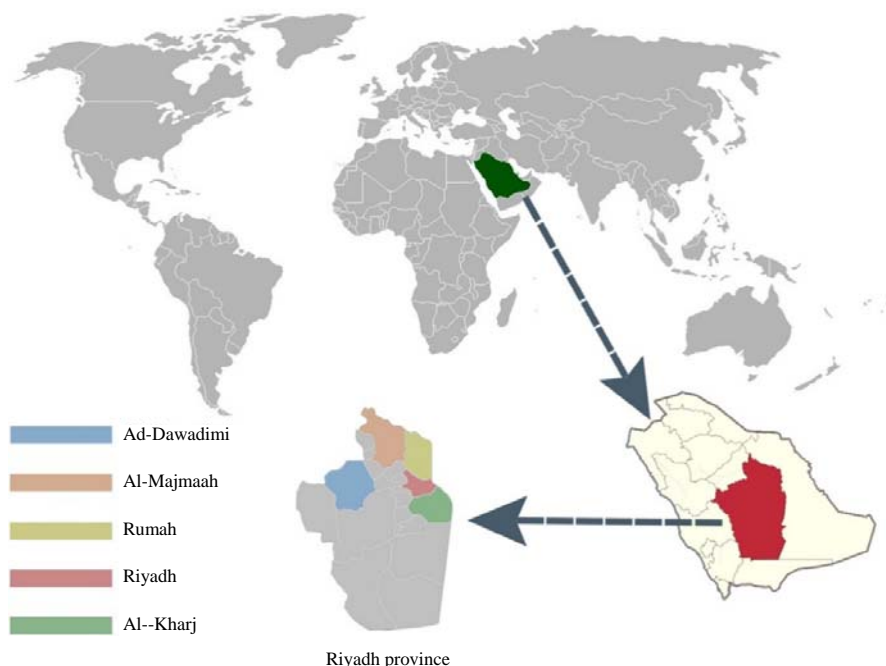 Ad-Dawadimi
Al-Majmaah
Rumah
Riyadh
Al--Kharj
Riyadh province